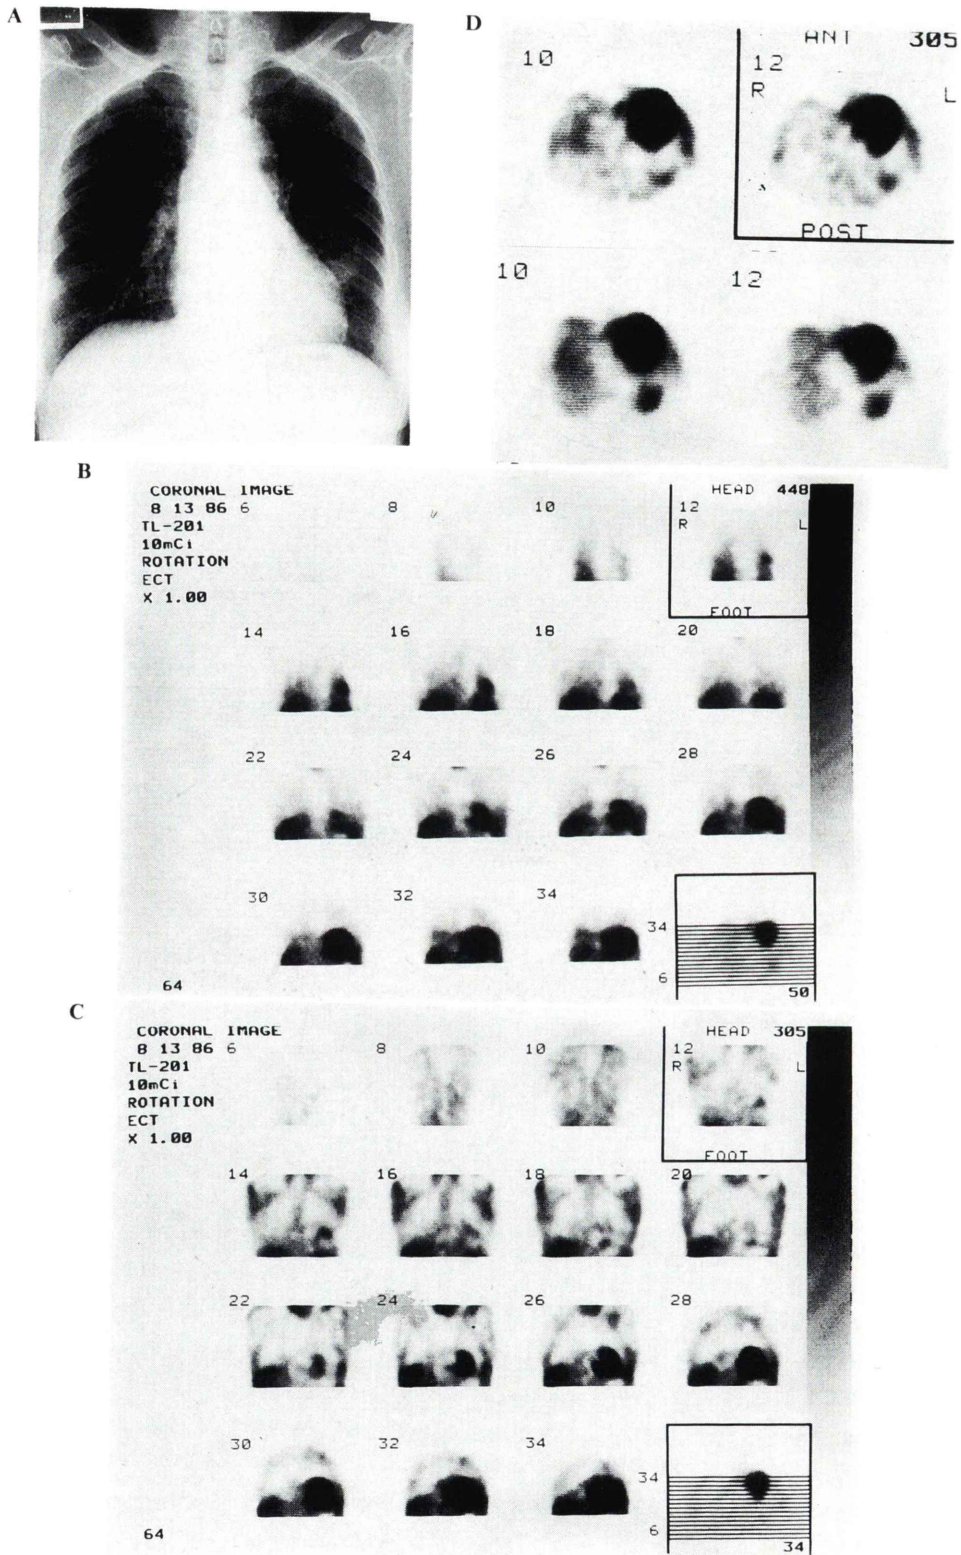 A
D
10
ANT 305
12
R L
POST
10 12
B
CORONAL IMAGE
8 13 86 6 8 10
TL-201
10mCi
ROTATION
ECT
X 1.00
HEAD 448
12
R L
FOOT
14 16 18 20
22 24 26 28
30 32 34
34
6
50
64
C
CORONAL IMAGE
8 13 86 6 8 10
TL-201
10mCi
ROTATION
ECT
X 1.00
HEAD 305
12
R L
FOOT
14 16 18 20
22 24 26 28
30 32 34
34
6
34
64